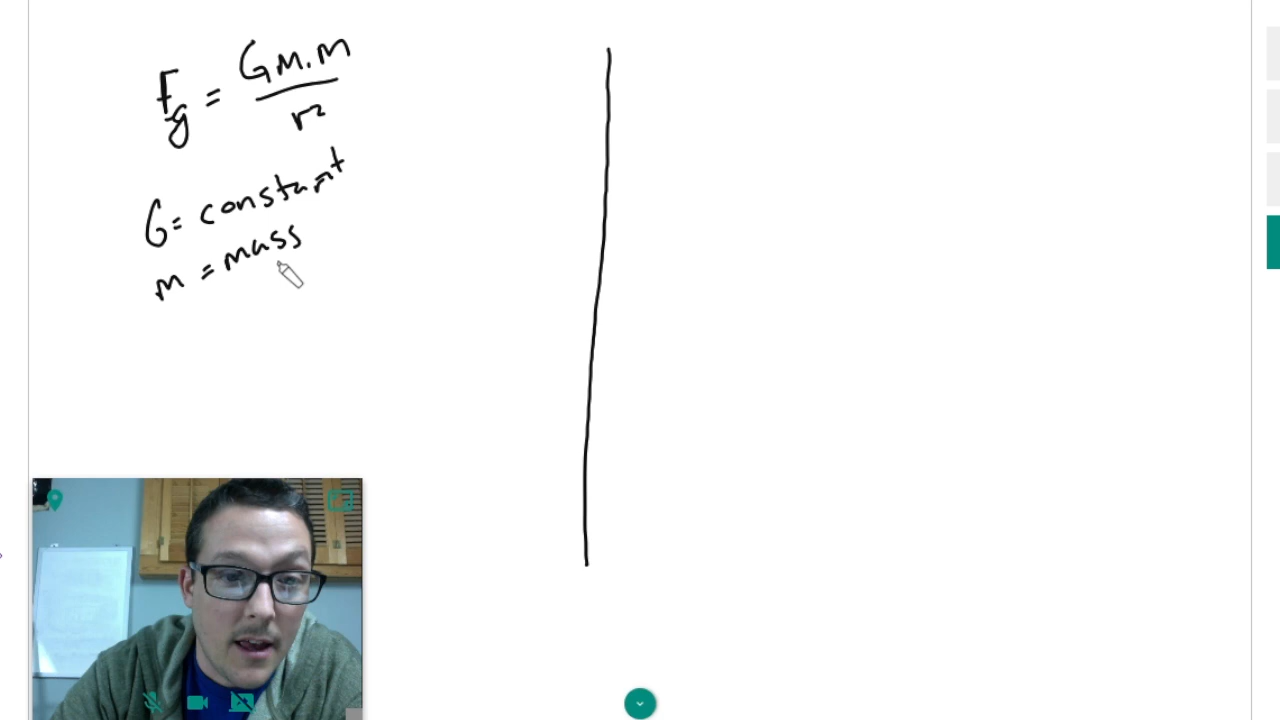 Fg = GM.m / r²
G = constant
m = mass